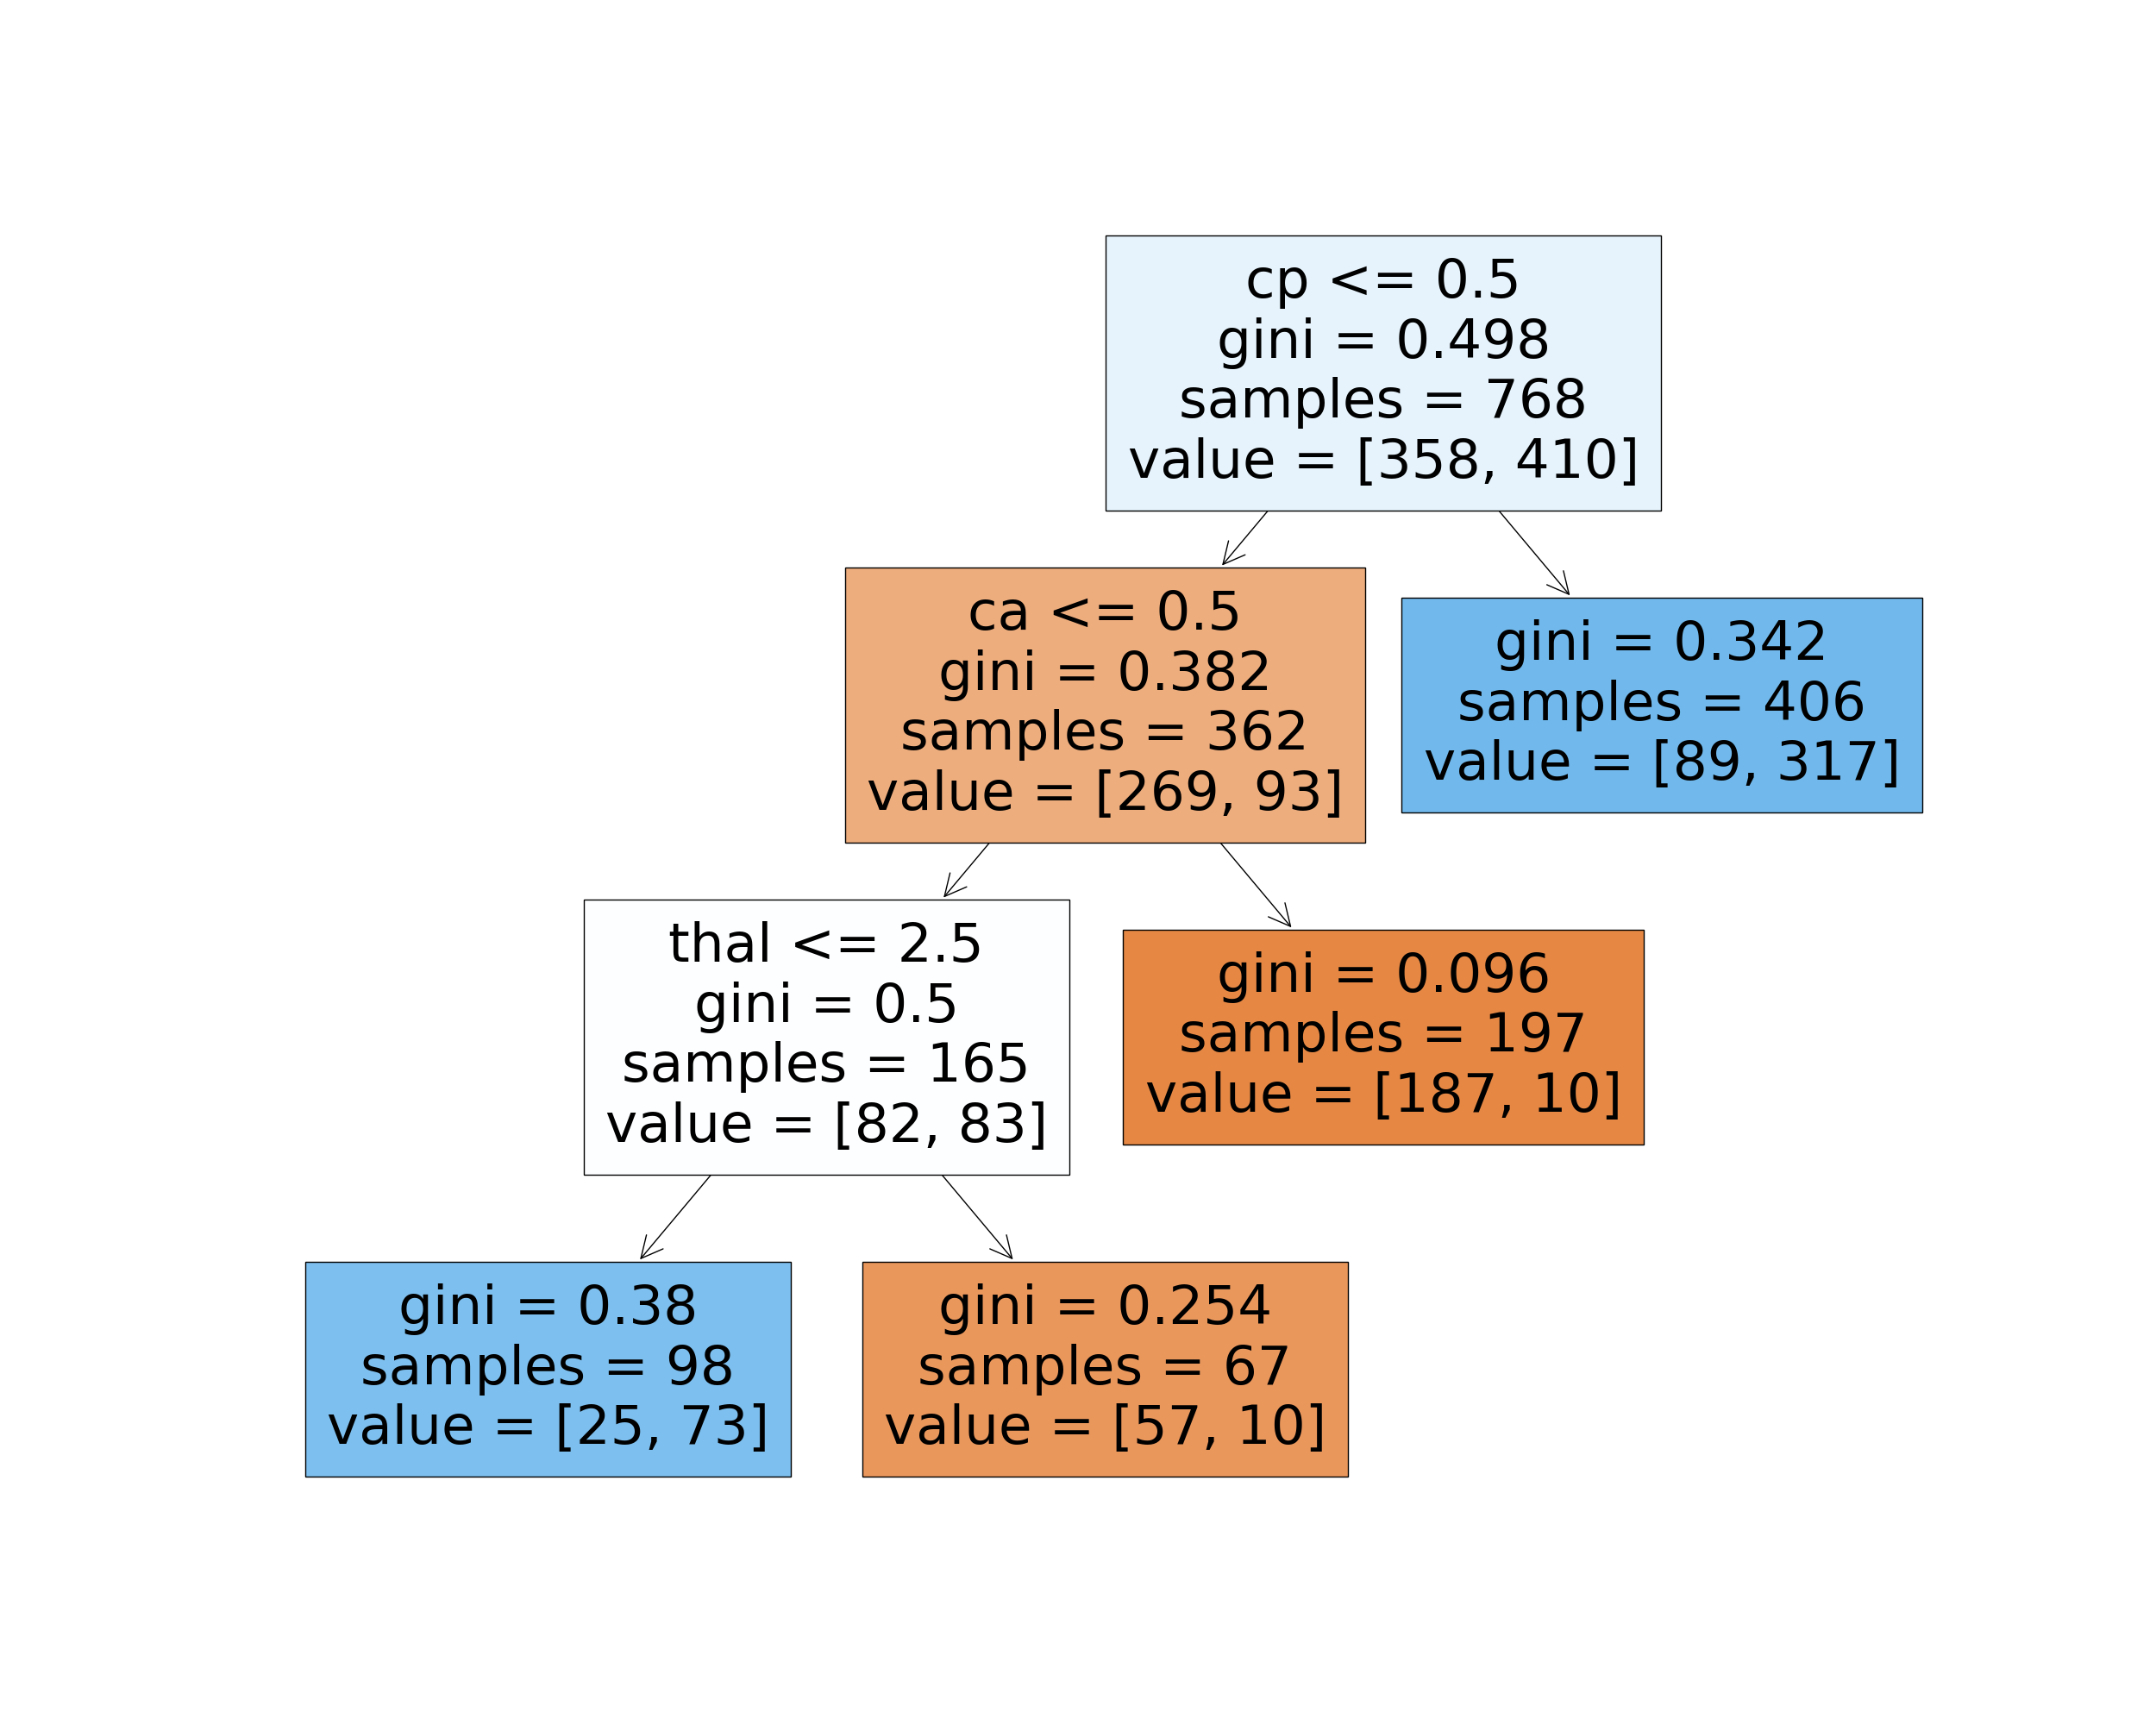 cp <= 0.5
gini = 0.498
samples = 768
value = [358, 410]
ca <= 0.5
gini = 0.382
samples = 362
value = [269, 93]
gini = 0.342
samples = 406
value = [89, 317]
thal <= 2.5
gini = 0.5
samples = 165
value = [82, 83]
gini = 0.096
samples = 197
value = [187, 10]
gini = 0.38
samples = 98
value = [25, 73]
gini = 0.254
samples = 67
value = [57, 10]